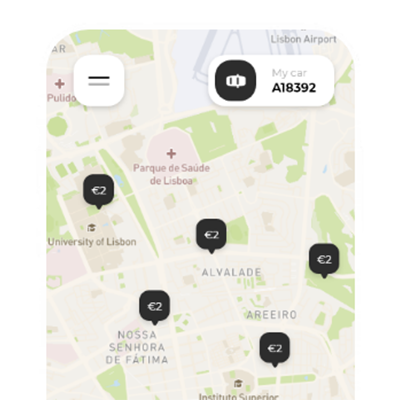 Lisbon Airport
AR
My car
A18392
Pulido
Parque de Saúde
de Lisboa
€2
University of Lisbon
€2
€2
ALVALADE
€2
AREEIRO
NOSSA
SENHORA
DE FÁTIMA
€2
Instituto Superior